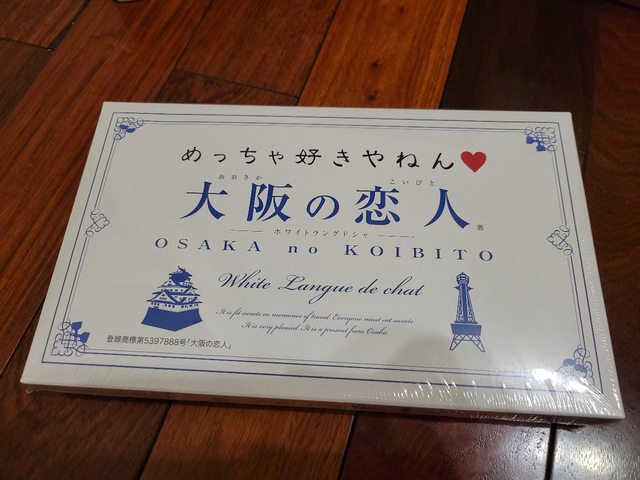 めっちゃ好きやねん♥
おおさか こいびと
大阪の恋人®
ホワイトラングドシャ
OSAKA no KOIBITO
White Langue de chat
It is fit sweets in memories of travel. Everyone must eat sweets.
It is very pleased. It is a present from Osaka.
登録商標第5397888号「大阪の恋人」